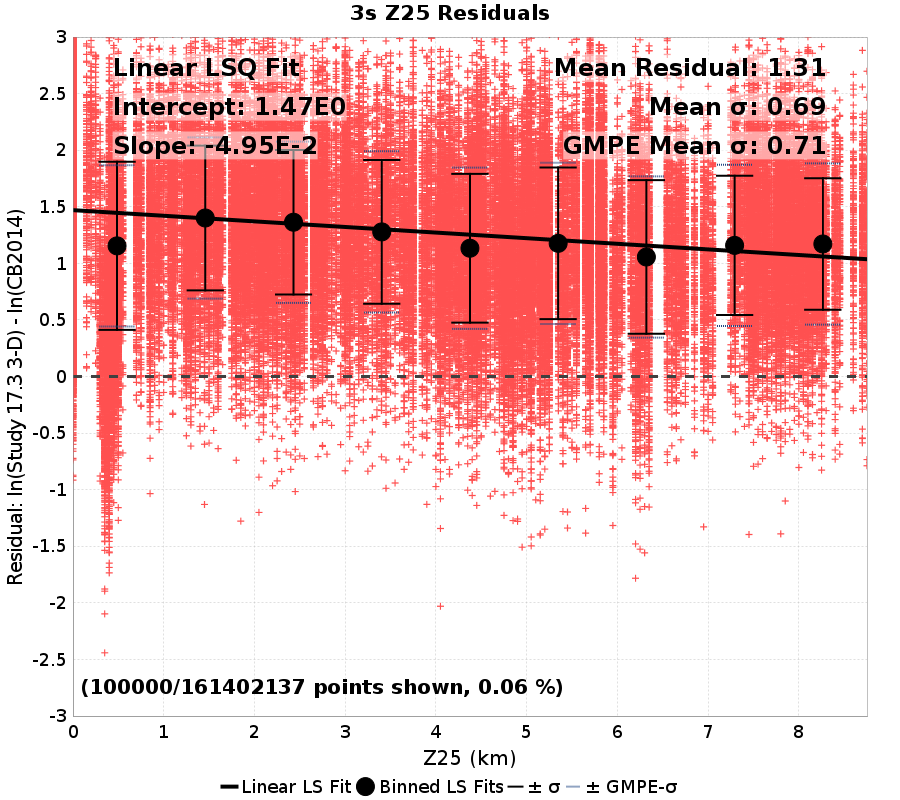 3s Z25 Residuals
Linear LSQ Fit
Intercept: 1.47E0
Slope: -4.95E-2
Mean Residual: 1.31
Mean σ: 0.69
GMPE Mean σ: 0.71
3
2.5
2
1.5
1
0.5
0
-0.5
-1
-1.5
-2
-2.5
-3
Residual: ln(Study 17.3 3-D) - ln(CB2014)
(100000/161402137 points shown, 0.06 %)
0 1 2 3 4 5 6 7 8
Z25 (km)
Linear LS Fit Binned LS Fits ± σ ± GMPE-σ